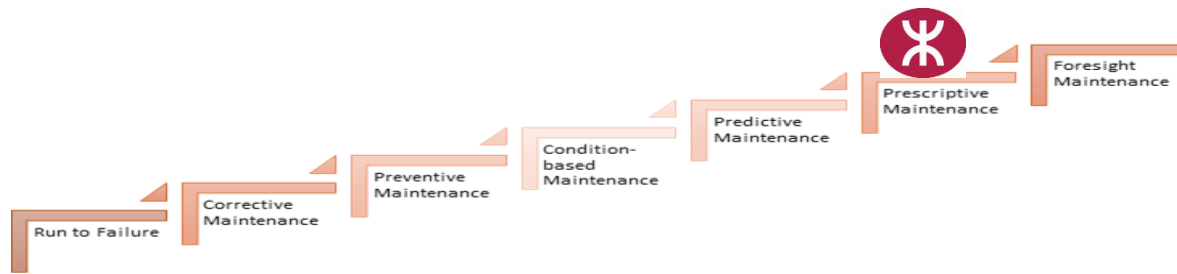 Run to Failure
Corrective
Maintenance
Preventive
Maintenance
Condition-
based
Maintenance
Predictive
Maintenance
Prescriptive
Maintenance
Foresight
Maintenance